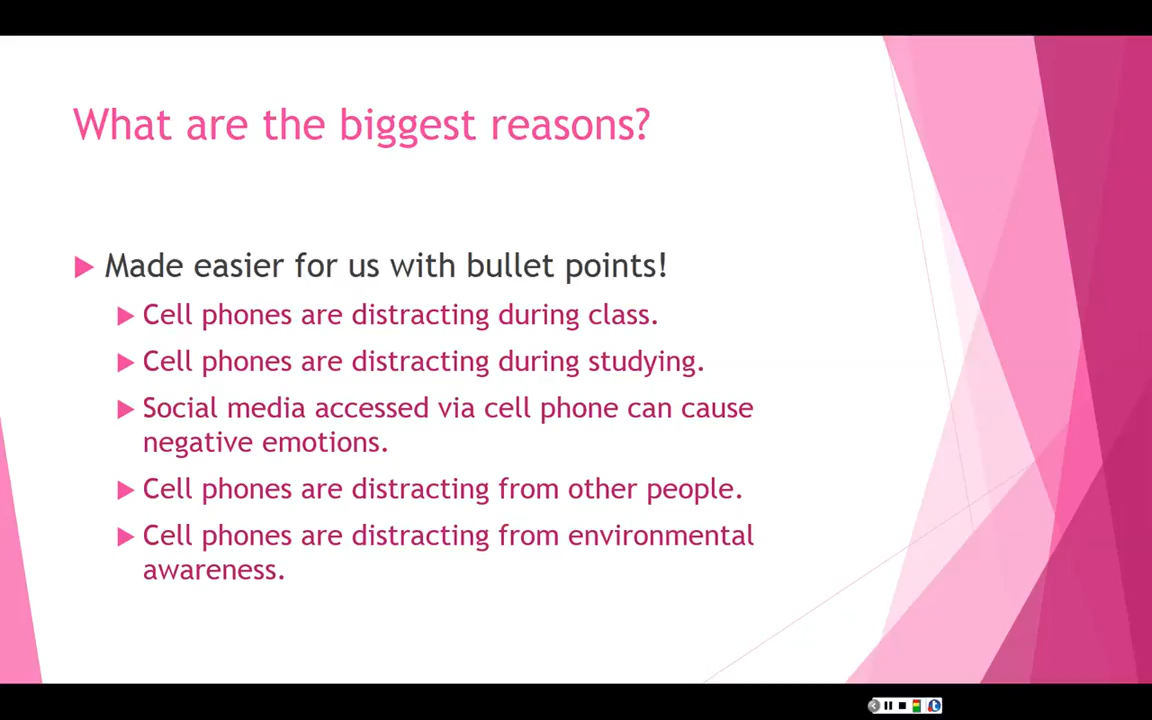 What are the biggest reasons?
Made easier for us with bullet points!
Cell phones are distracting during class.
Cell phones are distracting during studying.
Social media accessed via cell phone can cause
negative emotions.
Cell phones are distracting from other people.
Cell phones are distracting from environmental
awareness.